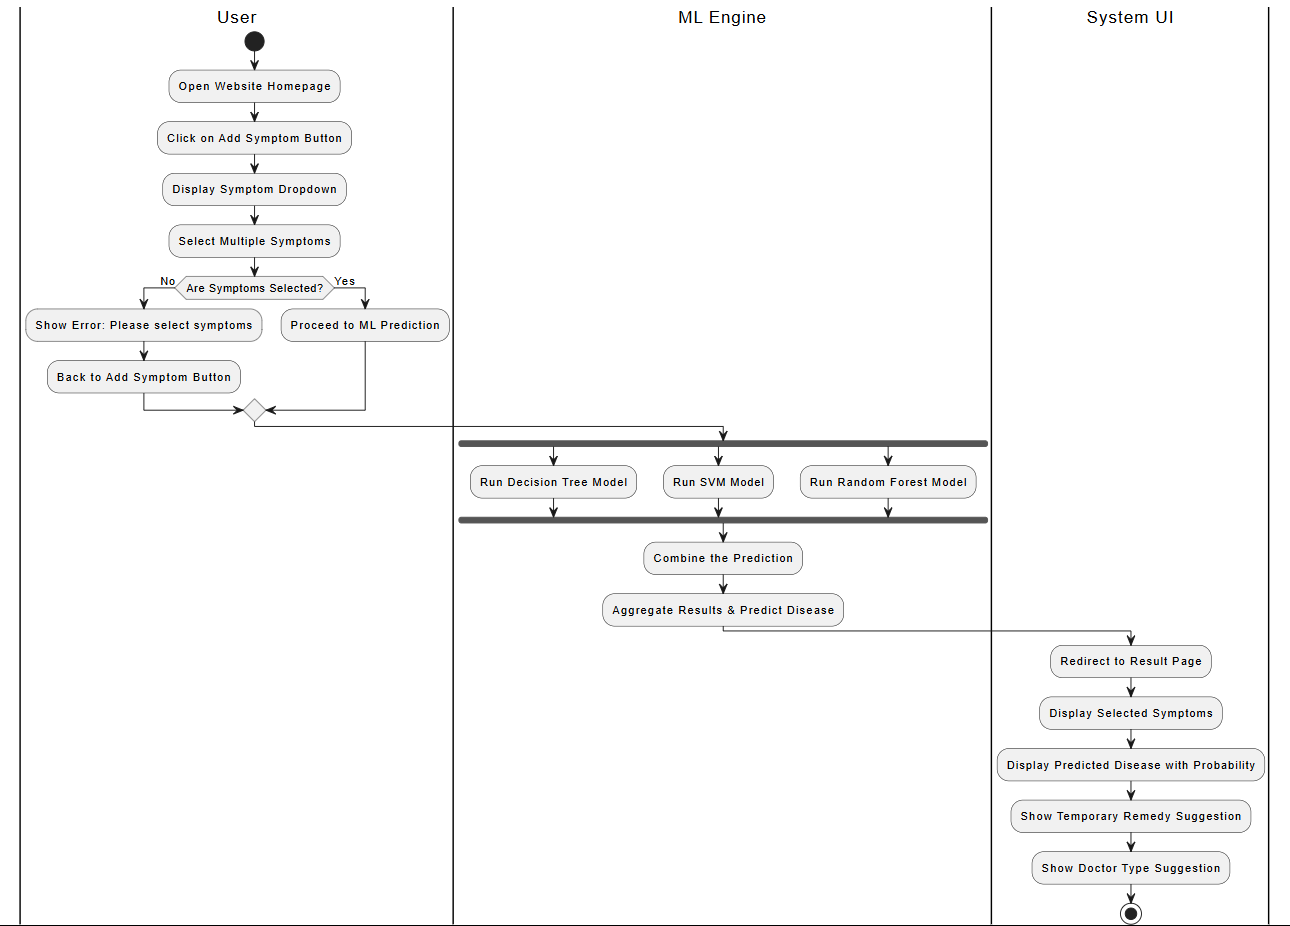 User
ML Engine
System UI
Open Website Homepage
Click on Add Symptom Button
Display Symptom Dropdown
Select Multiple Symptoms
No
Are Symptoms Selected?
Yes
Show Error: Please select symptoms
Proceed to ML Prediction
Back to Add Symptom Button
Run Decision Tree Model
Run SVM Model
Run Random Forest Model
Combine the Prediction
Aggregate Results & Predict Disease
Redirect to Result Page
Display Selected Symptoms
Display Predicted Disease with Probability
Show Temporary Remedy Suggestion
Show Doctor Type Suggestion